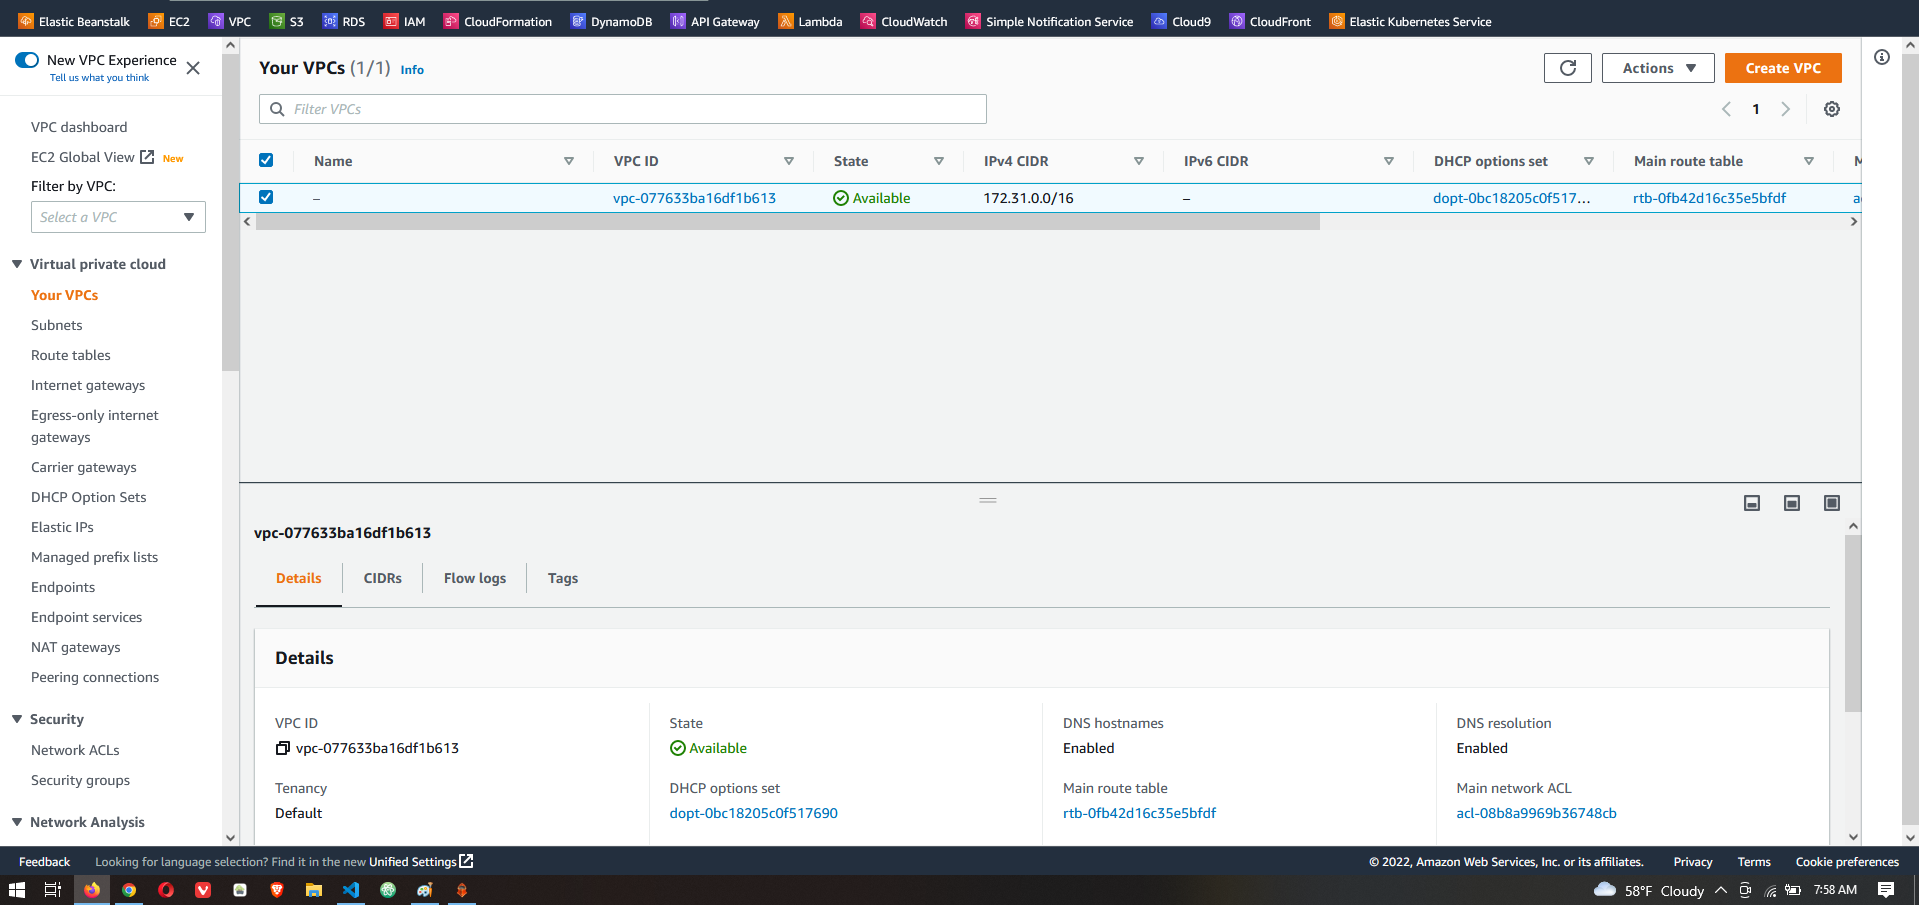 Elastic Beanstalk EC2 VPC S3 RDS IAM CloudFormation DynamoDB API Gateway Lambda CloudWatch Simple Notification Service Cloud9 CloudFront Elastic Kubernetes Service
New VPC Experience
Tell us what you think
VPC dashboard
EC2 Global View New
Filter by VPC:
Select a VPC
Virtual private cloud
Your VPCs
Subnets
Route tables
Internet gateways
Egress-only internet
gateways
Carrier gateways
DHCP Option Sets
Elastic IPs
Managed prefix lists
Endpoints
Endpoint services
NAT gateways
Peering connections
Security
Network ACLs
Security groups
Network Analysis
Your VPCs (1/1) Info
Actions
Create VPC
Filter VPCs
1
Name VPC ID State IPv4 CIDR IPv6 CIDR DHCP options set Main route table M
– vpc-077633ba16df1b613 Available 172.31.0.0/16 – dopt-0bc18205c0f517... rtb-0fb42d16c35e5bfdf a
vpc-077633ba16df1b613
Details CIDRs Flow logs Tags
Details
VPC ID State DNS hostnames DNS resolution
vpc-077633ba16df1b613 Available Enabled Enabled
Tenancy DHCP options set Main route table Main network ACL
Default dopt-0bc18205c0f517690 rtb-0fb42d16c35e5bfdf acl-08b8a9969b36748cb
Feedback Looking for language selection? Find it in the new Unified Settings © 2022, Amazon Web Services, Inc. or its affiliates. Privacy Terms Cookie preferences
58°F Cloudy 7:58 AM